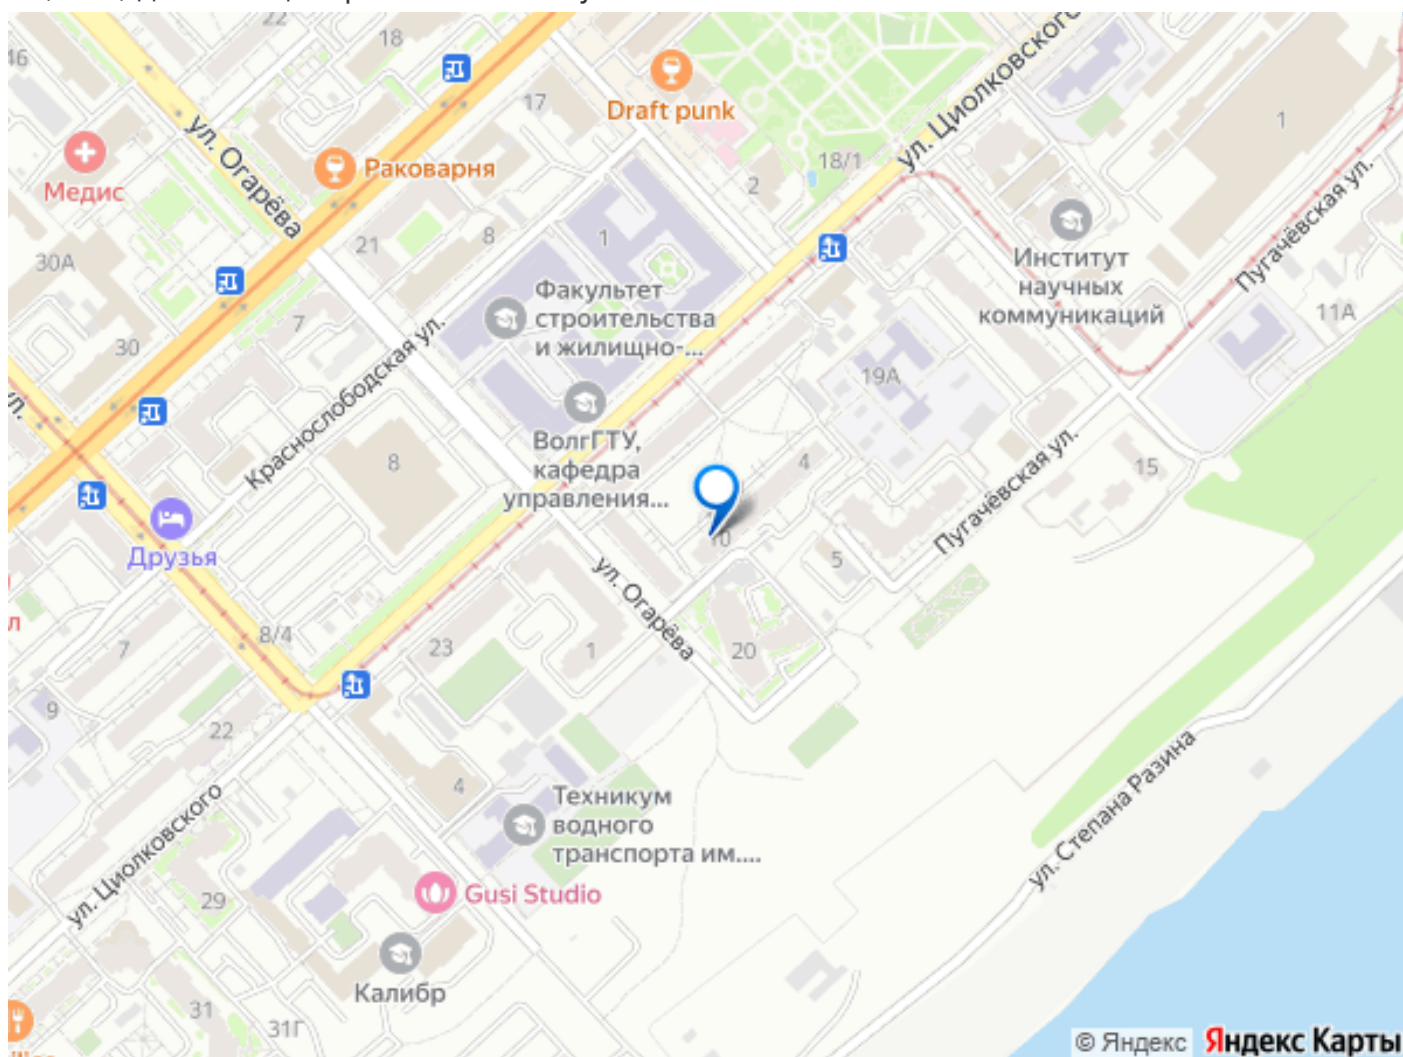 46
18
17
Draft punk
ул. Циолковского
1
ул. Огарёва
Медис
Раковарня
18/1
2
Пугачёвская ул.
30А
21
8
1
Институт
научных
коммуникаций
Факультет
строительства
и жилищно-...
11А
7
30
Краснослободская ул.
19А
ул.
ВолгГТУ,
кафедра
управления...
8
4
15
Пугачёвская ул.
Друзья
10
5
ул. Огарёва
л
7
8/4
23
1
20
9
22
4
Техникум
водного
транспорта им....
ул. Степана Разина
ул. Циолковского
29
Gusi Studio
Калибр
31
31Г
© Яндекс Яндекс Карты